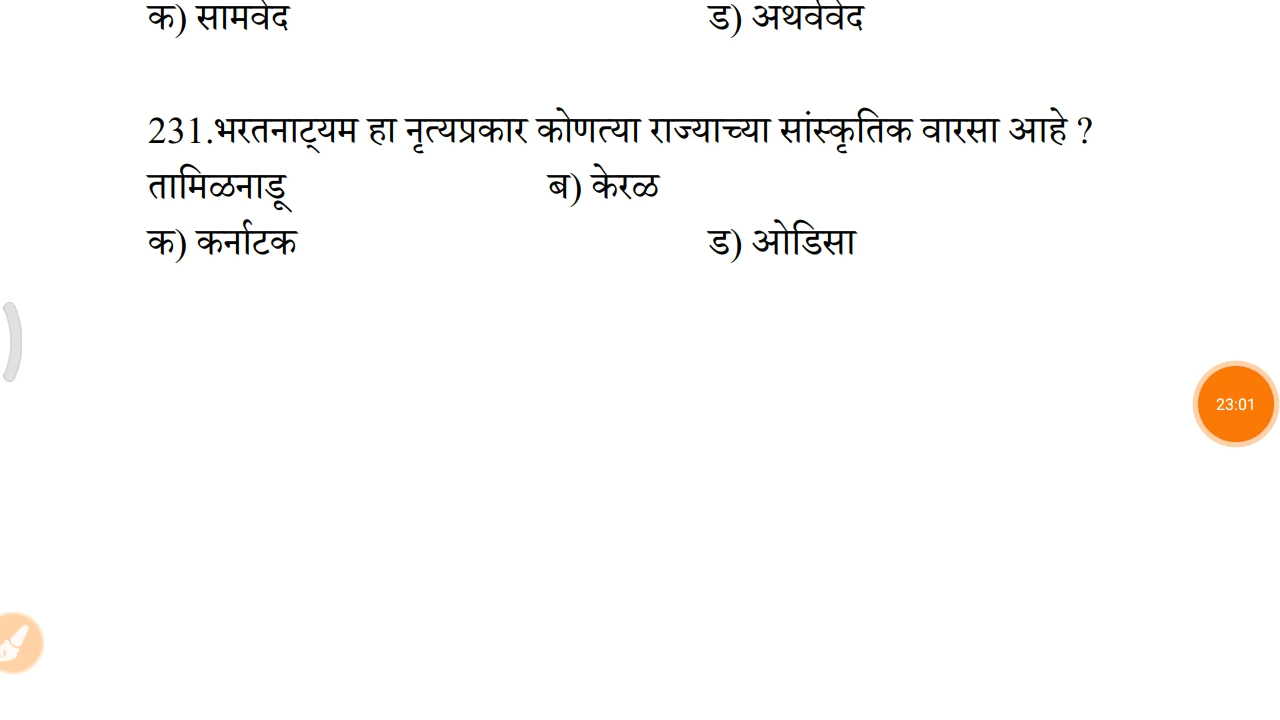 क) सामवेद ड) अथर्ववेद
231.भरतनाट्यम हा नृत्यप्रकार कोणत्या राज्याच्या सांस्कृतिक वारसा आहे ?
तामिळनाडू ब) केरळ
क) कर्नाटक ड) ओडिसा
23:01